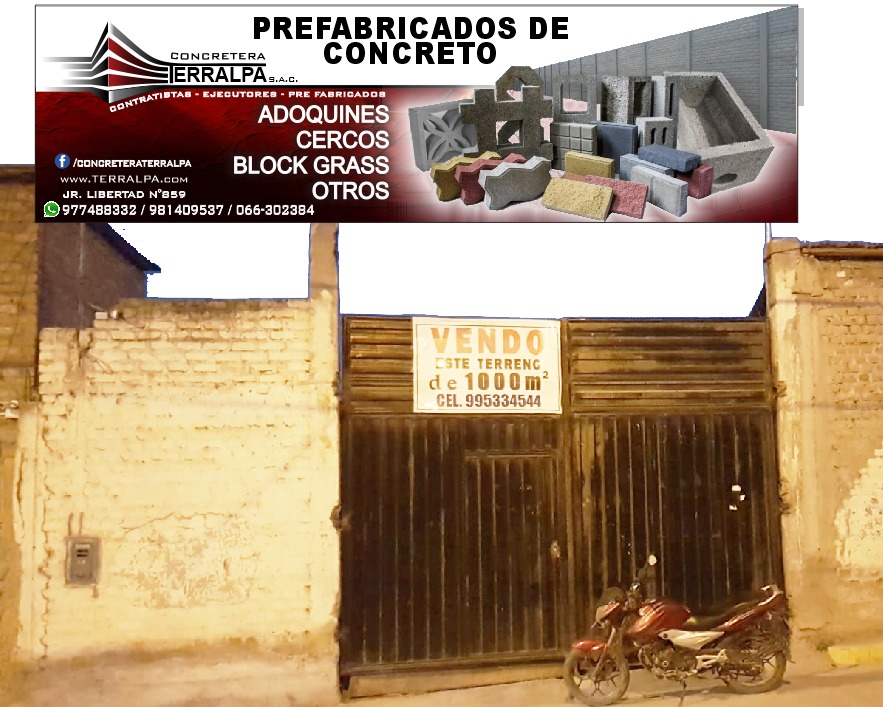 PREFABRICADOS DE
CONCRETO
CONCRETERA
TERRALPA S.A.C.
CONTRATISTAS - EJECUTORES - PRE FABRICADOS
ADOQUINES
CERCOS
BLOCK GRASS
OTROS
f /CONCRETERATERRALPA
www.TERRALPA.com
JR. LIBERTAD N°859
977488332 / 981409537 / 066-302384
VENDO
ESTE TERRENO
de 1000m²
CEL. 995334544